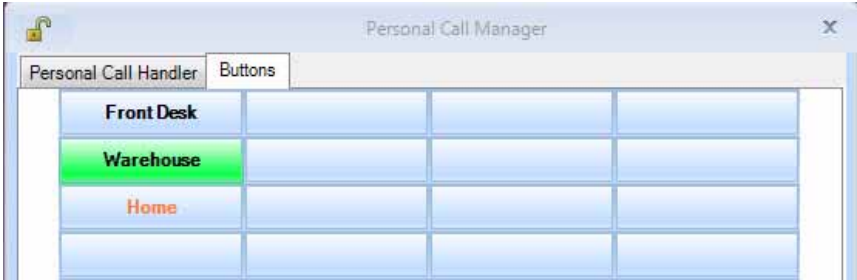 Personal Call Manager
Personal Call Handler Buttons
Front Desk
Warehouse
Home